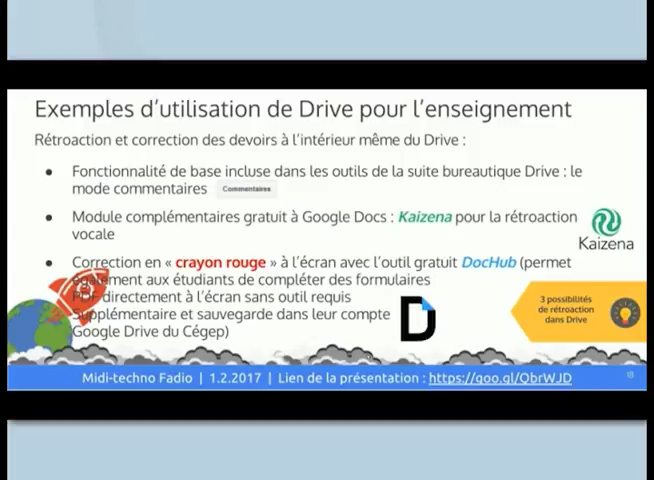 Exemples d'utilisation de Drive pour l'enseignement
Rétroaction et correction des devoirs à l'intérieur même du Drive :
● Fonctionnalité de base incluse dans les outils de la suite bureautique Drive : le
mode commentaires Commentaires
● Module complémentaires gratuit à Google Docs : Kaizena pour la rétroaction
vocale
Kaizena
● Correction en « crayon rouge » à l'écran avec l'outil gratuit DocHub (permet
également aux étudiants de compléter des formulaires
PDF directement à l'écran sans outil requis
Supplémentaire et sauvegarde dans leur compte
Google Drive du Cégep)
3 possibilités
de rétroaction
dans Drive
Midi-techno Fadio | 1.2.2017 | Lien de la présentation : https://goo.gl/QbrWJD